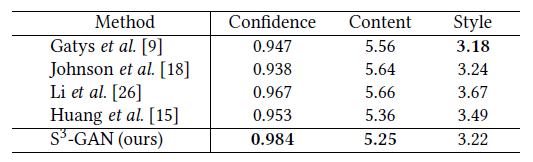 Method Confidence Content Style
Gatys et al. [9] 0.947 5.56 3.18
Johnson et al. [18] 0.938 5.64 3.24
Li et al. [26] 0.967 5.66 3.67
Huang et al. [15] 0.953 5.36 3.49
S³-GAN (ours) 0.984 5.25 3.22